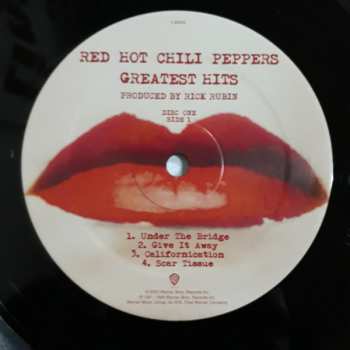 RED HOT CHILI PEPPERS
GREATEST HITS
PRODUCED BY RICK RUBIN
DISC ONE
SIDE 1
1. Under The Bridge
2. Give It Away
3. Californication
4. Scar Tissue